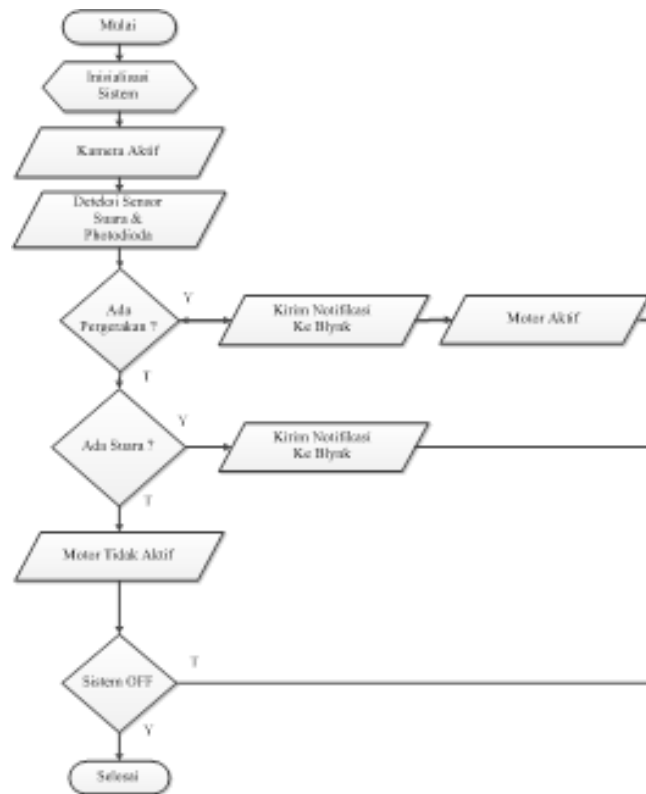 Mulai
Inisialisasi
Sistem
Kamera Aktif
Deteksi Sensor
Suara &
Photodioda
Ada
Pergerakan ?
Y
Kirim Notifikasi
Ke Blynk
Motor Aktif
T
Ada Suara ?
Y
Kirim Notifikasi
Ke Blynk
T
Motor Tidak Aktif
Sistem OFF
T
Y
Selesai